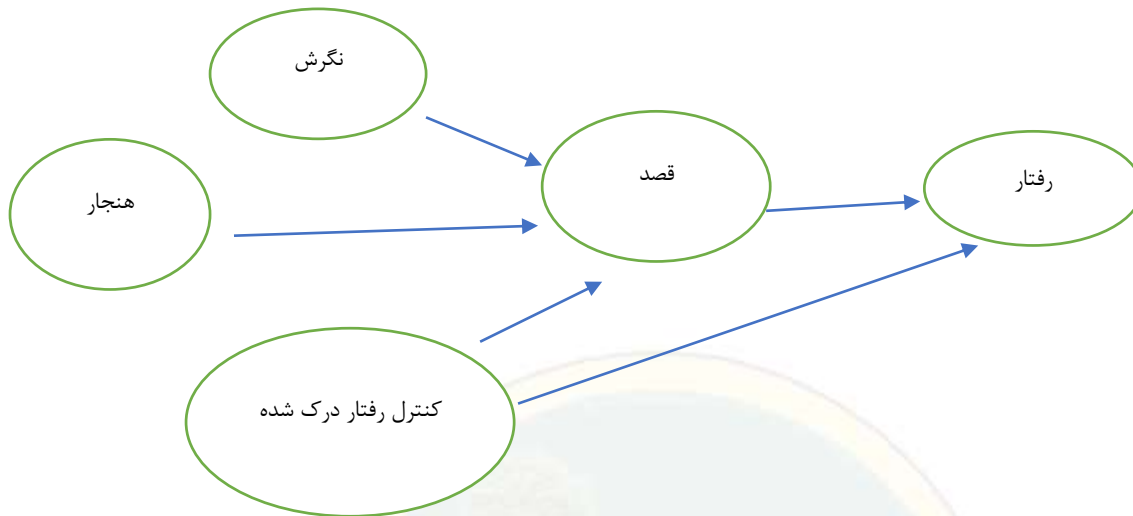 نگرش
قصد
رفتار
هنجار
کنترل رفتار درک شده